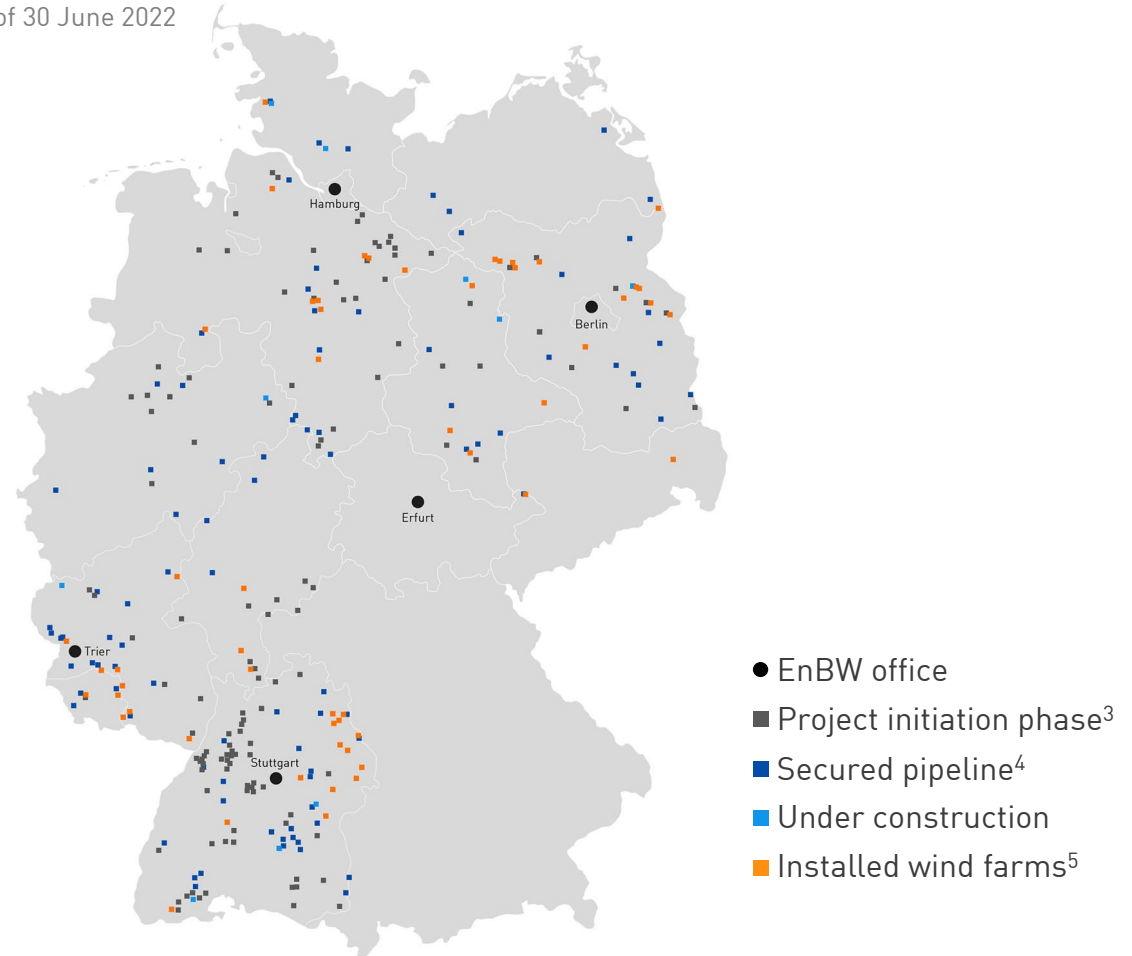 of 30 June 2022
Hamburg
Berlin
Erfurt
Trier
Stuttgart
EnBW office
Project initiation phase³
Secured pipeline⁴
Under construction
Installed wind farms⁵